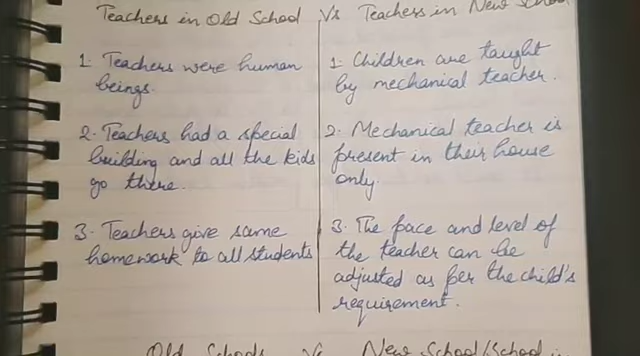 Teachers in Old School Vs Teachers in New School
1. Teachers were human
beings.
2. Teachers had a special
building and all the kids
go there.
3. Teachers give same
homework to all students
1. Children are taught
by mechanical teacher.
2. Mechanical teacher is
present in their house
only.
3. The pace and level of
the teacher can be
adjusted as per the child's
requirement.
Old Schools Vs New School/School in